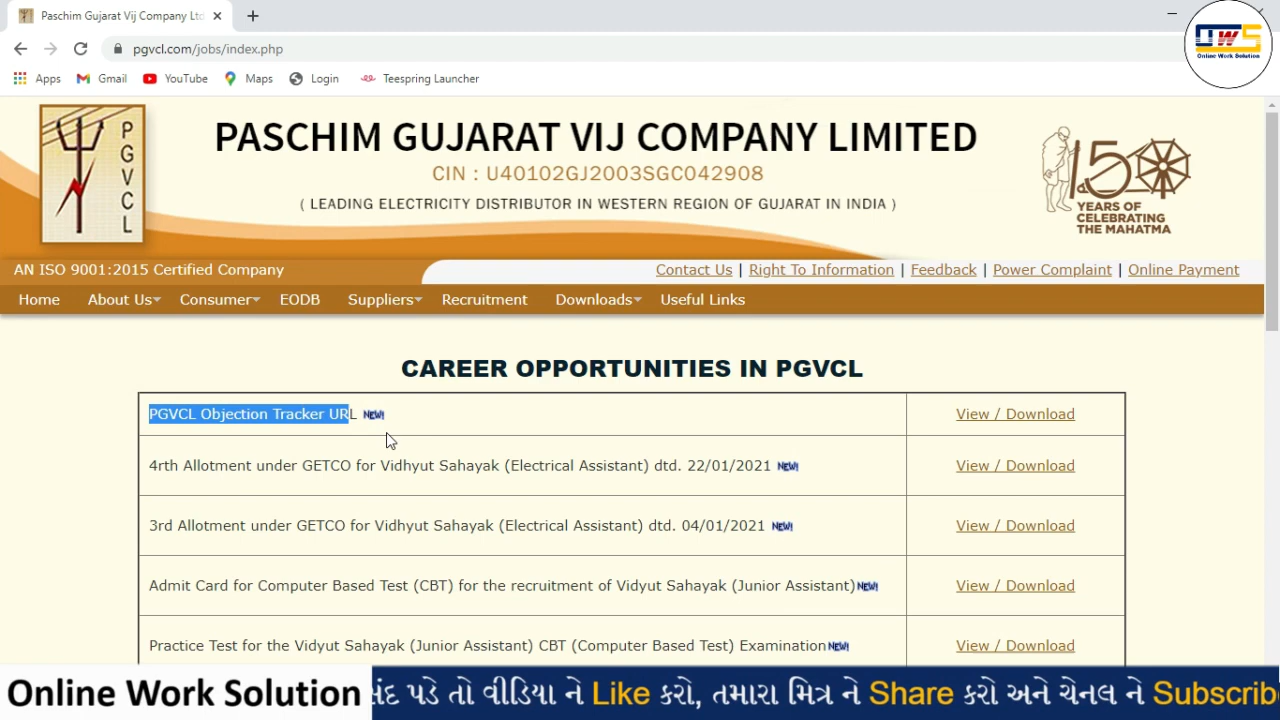 Paschim Gujarat Vij Company Ltd
pgvcl.com/jobs/index.php
Apps Gmail YouTube Maps Login Teespring Launcher
UWS
Online Work Solution
PGVCL
PASCHIM GUJARAT VIJ COMPANY LIMITED
CIN : U40102GJ2003SGC042908
( LEADING ELECTRICITY DISTRIBUTOR IN WESTERN REGION OF GUJARAT IN INDIA )
150
YEARS OF
CELEBRATING
THE MAHATMA
AN ISO 9001:2015 Certified Company
Contact Us | Right To Information | Feedback | Power Complaint | Online Payment
Home About Us Consumer EODB Suppliers Recruitment Downloads Useful Links
CAREER OPPORTUNITIES IN PGVCL
PGVCL Objection Tracker URL NEW! View / Download
4rth Allotment under GETCO for Vidhyut Sahayak (Electrical Assistant) dtd. 22/01/2021 NEW! View / Download
3rd Allotment under GETCO for Vidhyut Sahayak (Electrical Assistant) dtd. 04/01/2021 NEW! View / Download
Admit Card for Computer Based Test (CBT) for the recruitment of Vidyut Sahayak (Junior Assistant) NEW! View / Download
Practice Test for the Vidyut Sahayak (Junior Assistant) CBT (Computer Based Test) Examination NEW! View / Download
Online Work Solution પડે તો વીડિયા ને Like કરો, તમારા મિત્ર ને Share કરો અને ચેનલ ને Subscrib